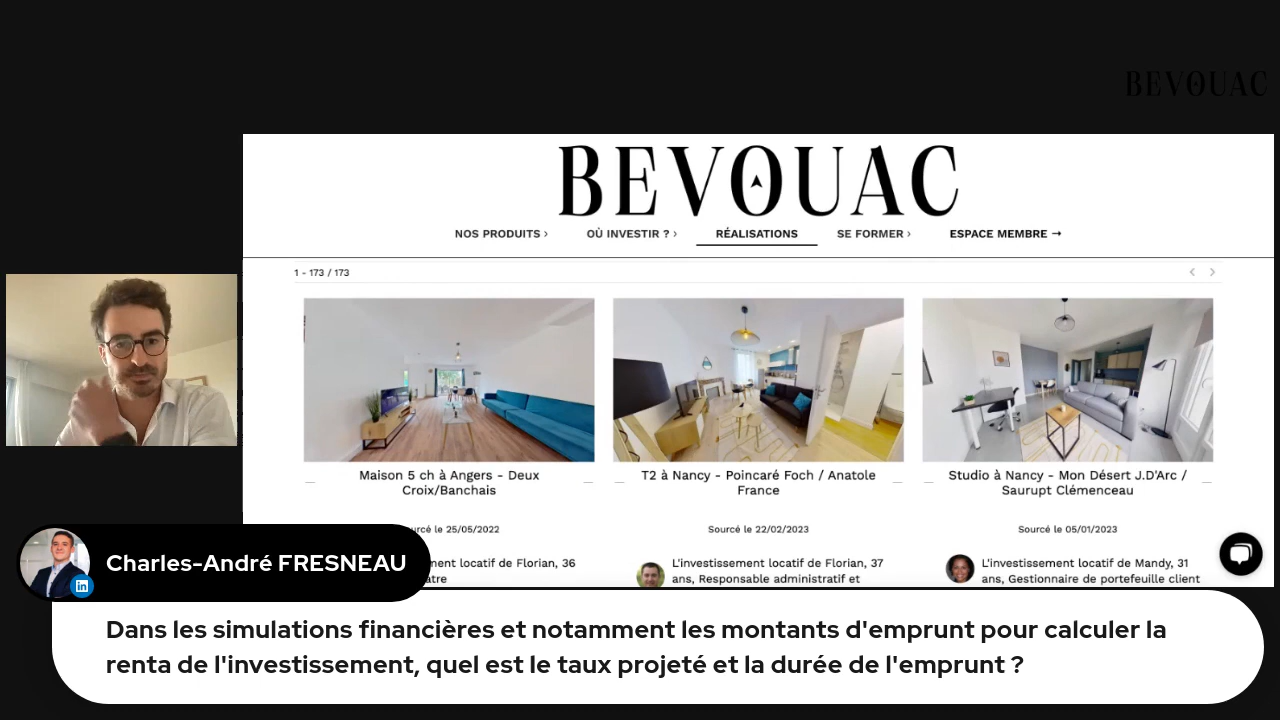 BEVOUAC
BEVOUAC
NOS PRODUITS › OÙ INVESTIR ? › RÉALISATIONS SE FORMER › ESPACE MEMBRE →
1 - 173 / 173
Maison 5 ch à Angers - Deux
Croix/Banchais
T2 à Nancy - Poincaré Foch / Anatole
France
Studio à Nancy - Mon Désert J.D'Arc /
Saurupt Clémenceau
le 25/05/2022
Sourcé le 22/02/2023
Sourcé le 05/01/2023
locatif de Florian, 36
L'investissement locatif de Florian, 37
ans, Responsable administratif et
L'investissement locatif de Mandy, 31
ans, Gestionnaire de portefeuille client
Charles-André FRESNEAU
in
Dans les simulations financières et notamment les montants d'emprunt pour calculer la
renta de l'investissement, quel est le taux projeté et la durée de l'emprunt ?